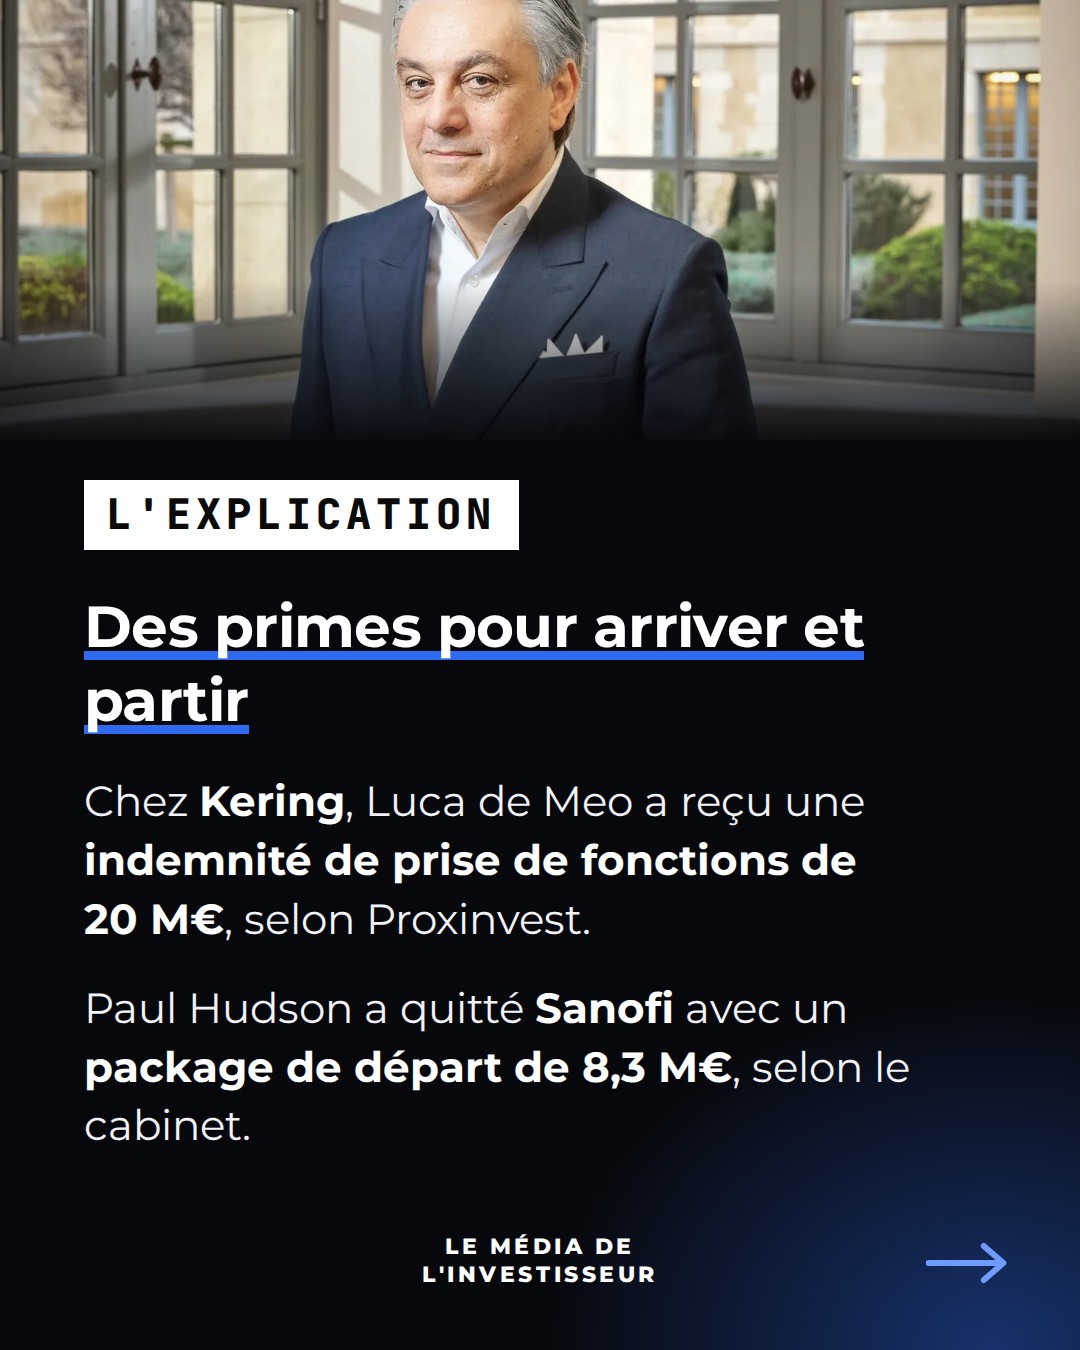 L'EXPLICATION
Des primes pour arriver et
partir
Chez Kering, Luca de Meo a reçu une
indemnité de prise de fonctions de
20 M€, selon Proxinvest.
Paul Hudson a quitté Sanofi avec un
package de départ de 8,3 M€, selon le
cabinet.
LE MÉDIA DE
L'INVESTISSEUR